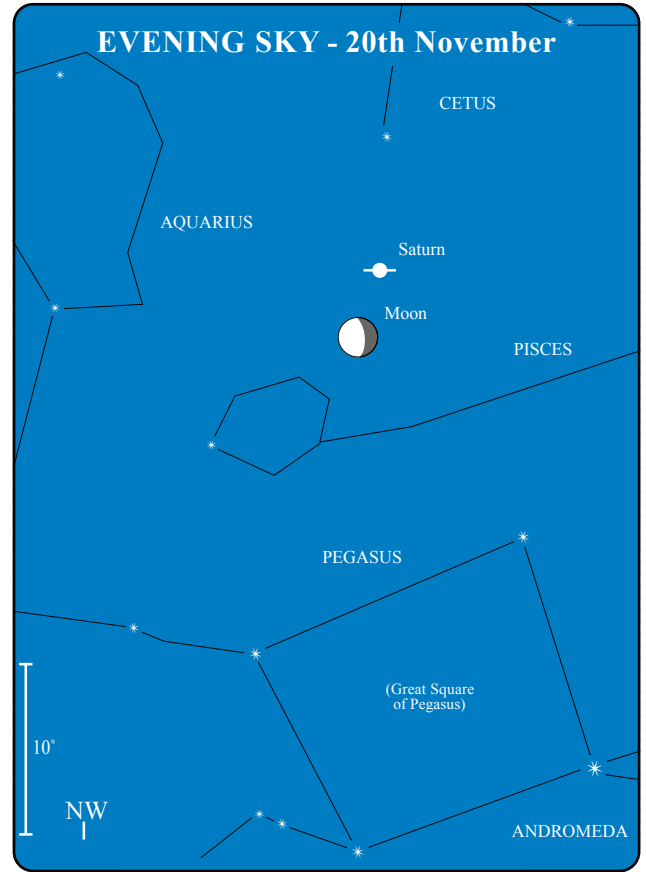 EVENING SKY - 20th November
CETUS
AQUARIUS
Saturn
Moon
PISCES
PEGASUS
(Great Square
of Pegasus)
10°
NW
ANDROMEDA